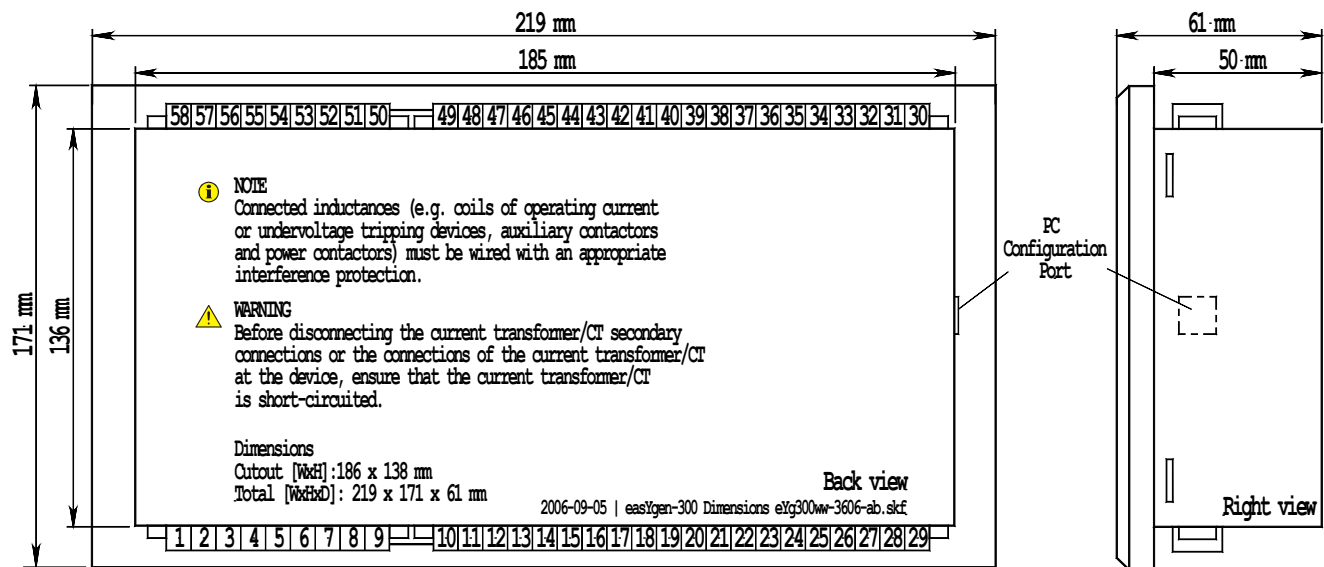 219 mm
61 mm
185 mm
50 mm
58 57 56 55 54 53 52 51 50 49 48 47 46 45 44 43 42 41 40 39 38 37 36 35 34 33 32 31 30
NOTE
Connected inductances (e.g. coils of operating current
or undervoltage tripping devices, auxiliary contactors
and power contactors) must be wired with an appropriate
interference protection.
PC
Configuration
Port
171 mm
136 mm
WARNING
Before disconnecting the current transformer/CT secondary
connections or the connections of the current transformer/CT
at the device, ensure that the current transformer/CT
is short-circuited.
Dimensions
Cutout [WxH]:186 x 138 mm
Total [WxHxD]: 219 x 171 x 61 mm
Back view
2006-09-05 | easYgen-300 Dimensions eYg300ww-3606-ab.skf
Right view
1 2 3 4 5 6 7 8 9 10 11 12 13 14 15 16 17 18 19 20 21 22 23 24 25 26 27 28 29